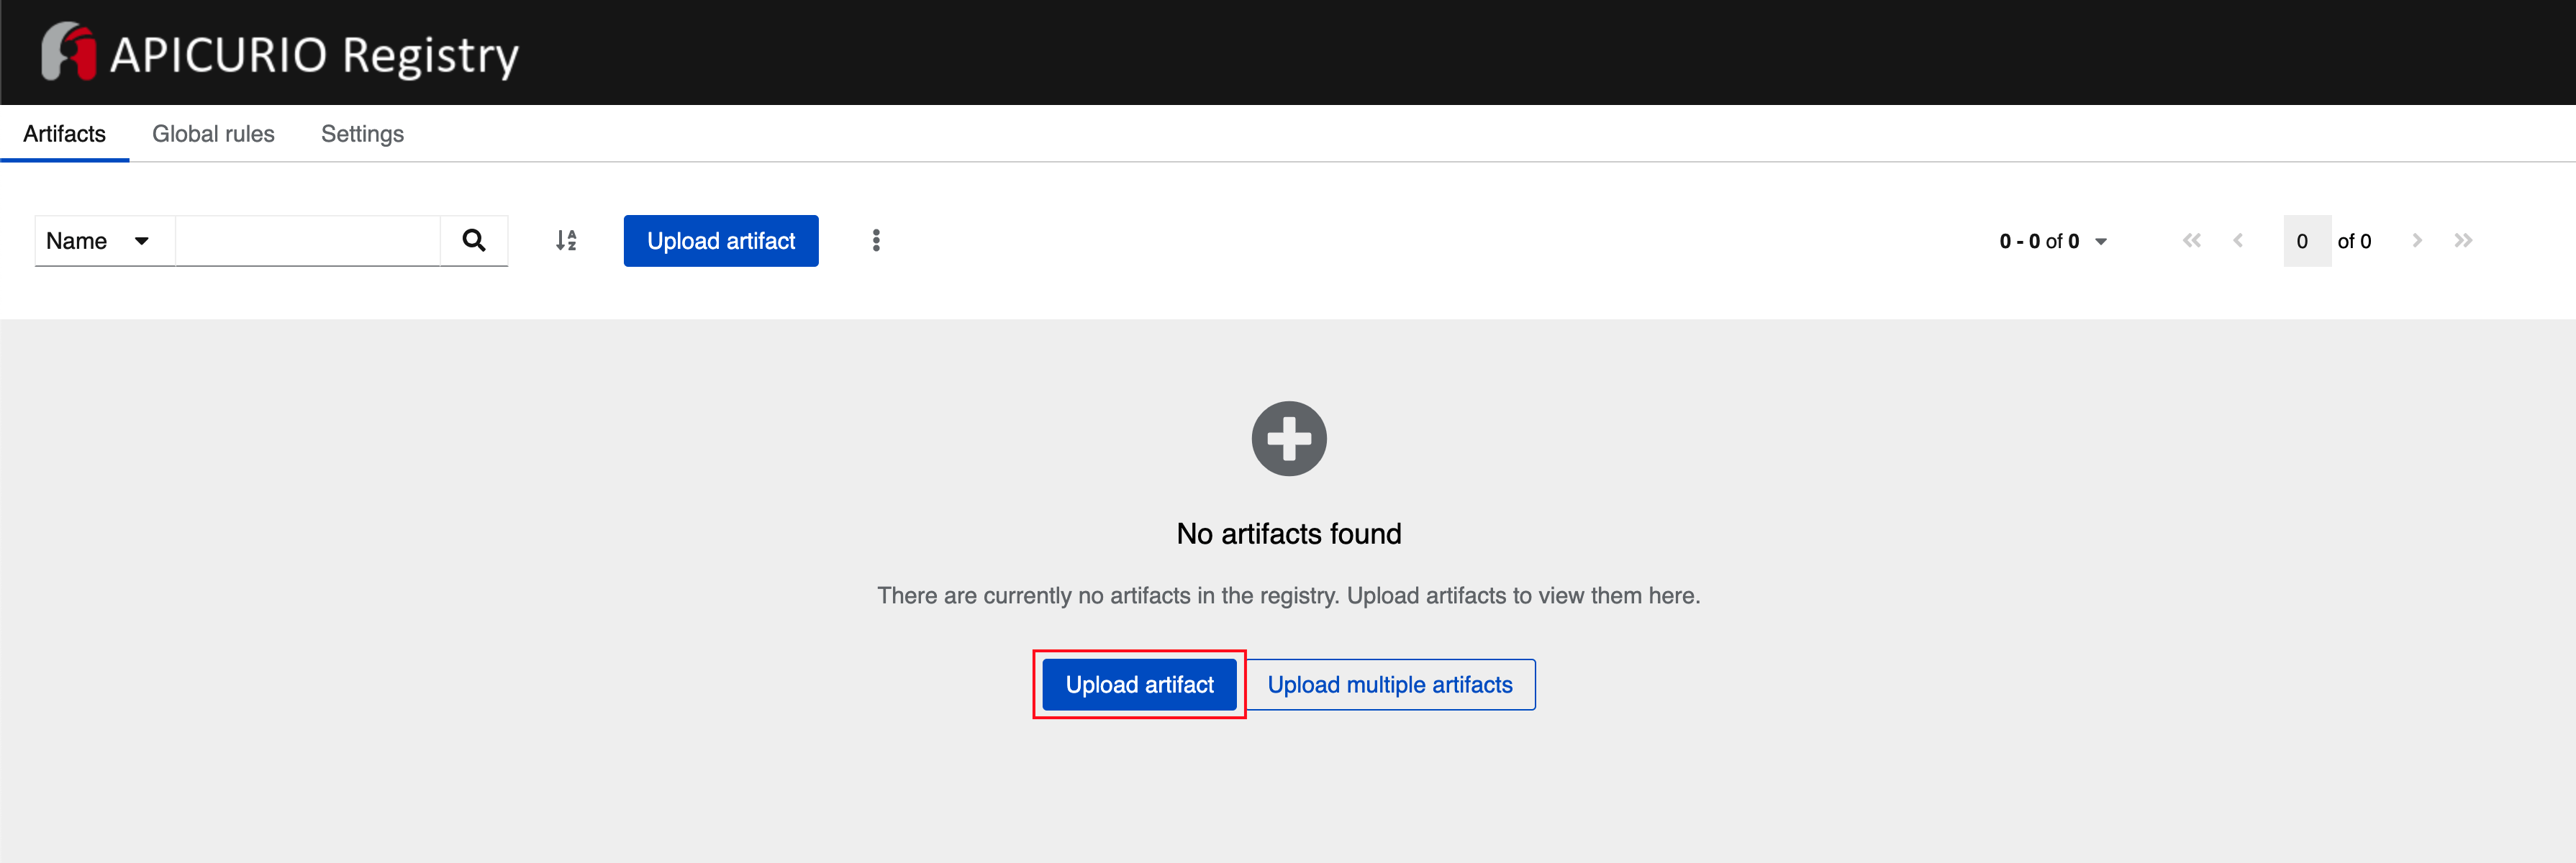 APICURIO Registry
Artifacts Global rules Settings
Name Upload artifact 0 - 0 of 0 0 of 0
No artifacts found
There are currently no artifacts in the registry. Upload artifacts to view them here.
Upload artifact Upload multiple artifacts